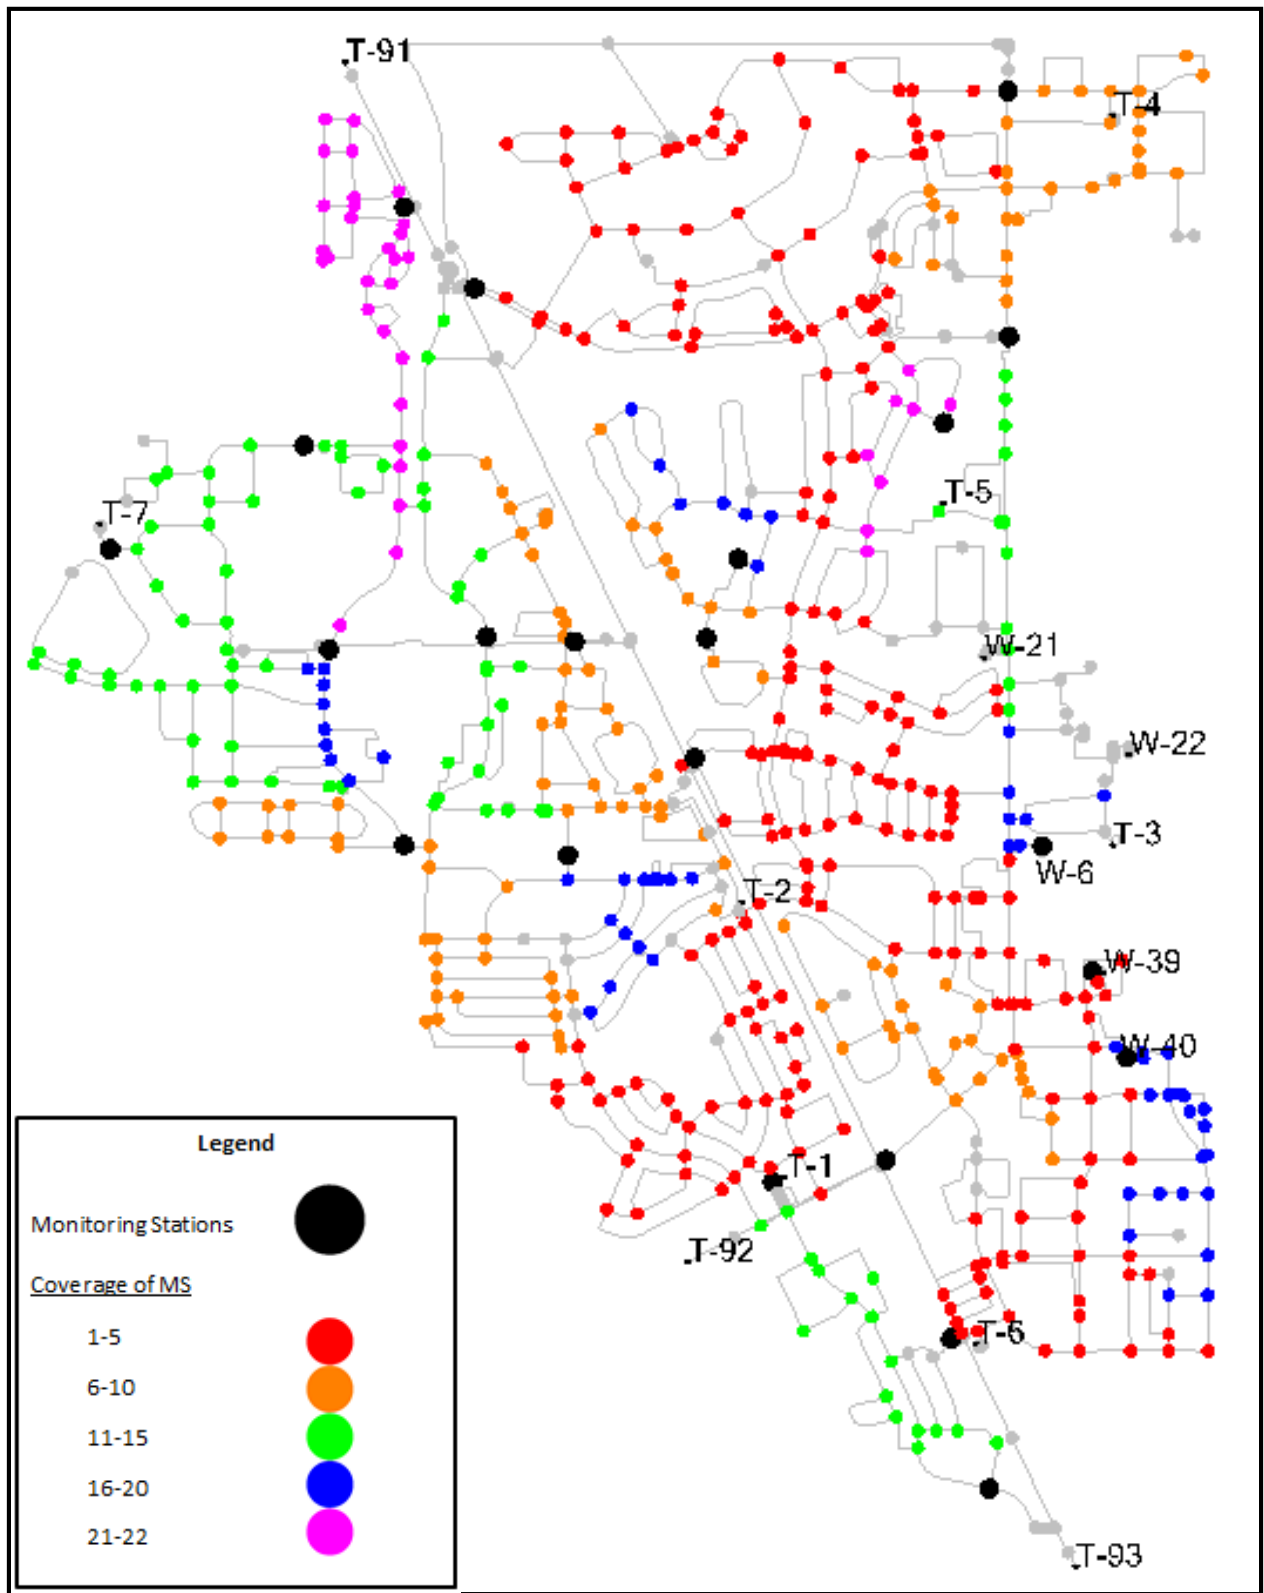 T-91
T-4
T-5
T-7
W-21
W-22
T-3
W-6
T-2
W-39
W-40
Legend
T-1
Monitoring Stations
T-92
Coverage of MS
1-5
T-6
6-10
11-15
16-20
21-22
T-93